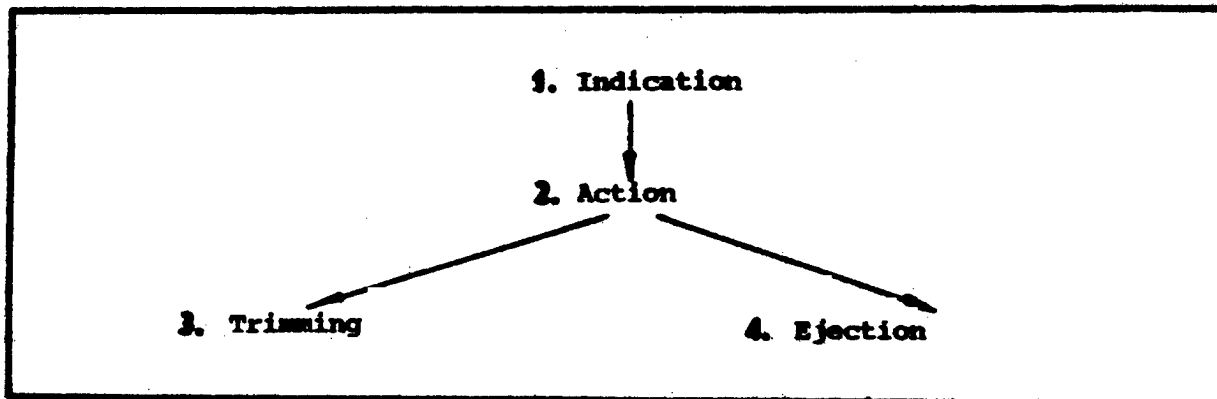 1. Indication
2. Action
3. Trimming
4. Ejection